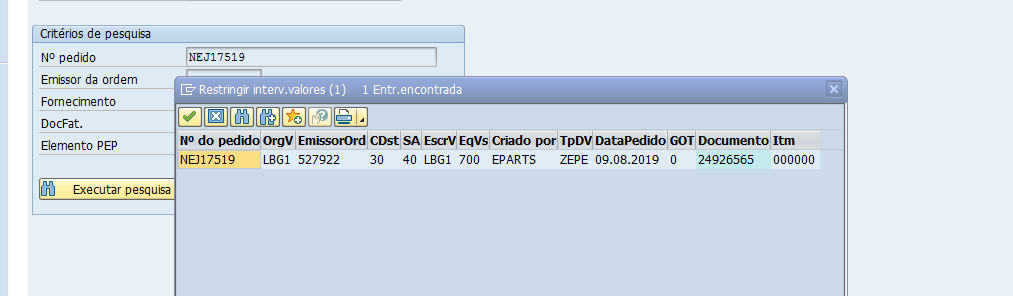 Critérios de pesquisa
Nº pedido NEJ17519
Emissor da ordem
Fornecimento
DocFat.
Elemento PEP
Executar pesquisa
Restringir interv.valores (1) 1 Entr.encontrada
Nº do pedido OrgV EmissorOrd CDst SA EscrV EqVs Criado por TpDV DataPedido GOT Documento Itm
NEJ17519 LBG1 527922 30 40 LBG1 700 EPARTS ZEPE 09.08.2019 0 24926565 000000